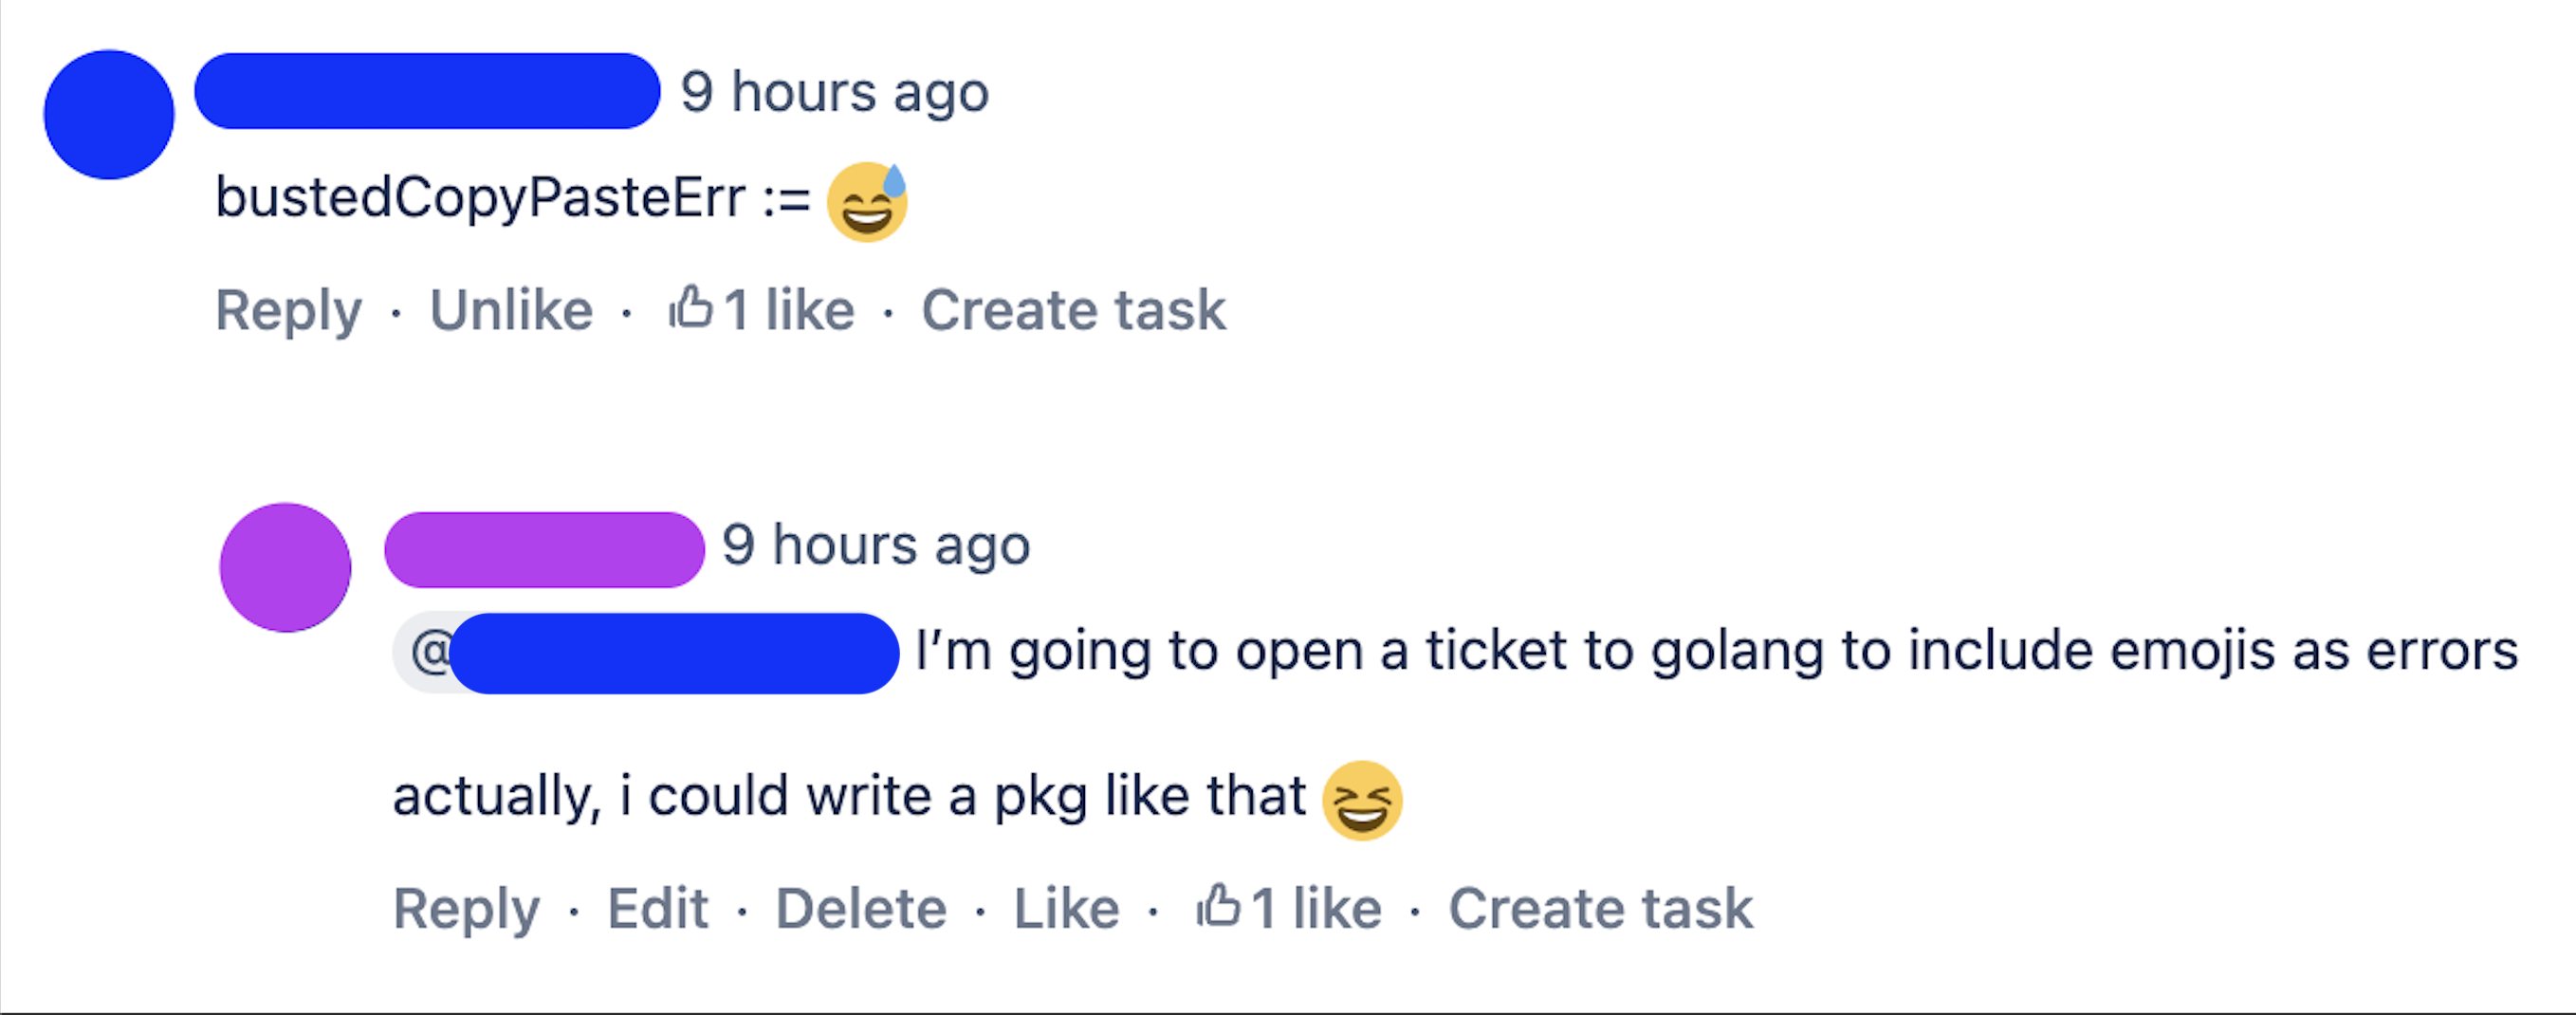 9 hours ago
bustedCopyPasteErr := 😅
Reply · Unlike · 1 like · Create task
9 hours ago
@ I’m going to open a ticket to golang to include emojis as errors
actually, i could write a pkg like that 😆
Reply · Edit · Delete · Like · 1 like · Create task